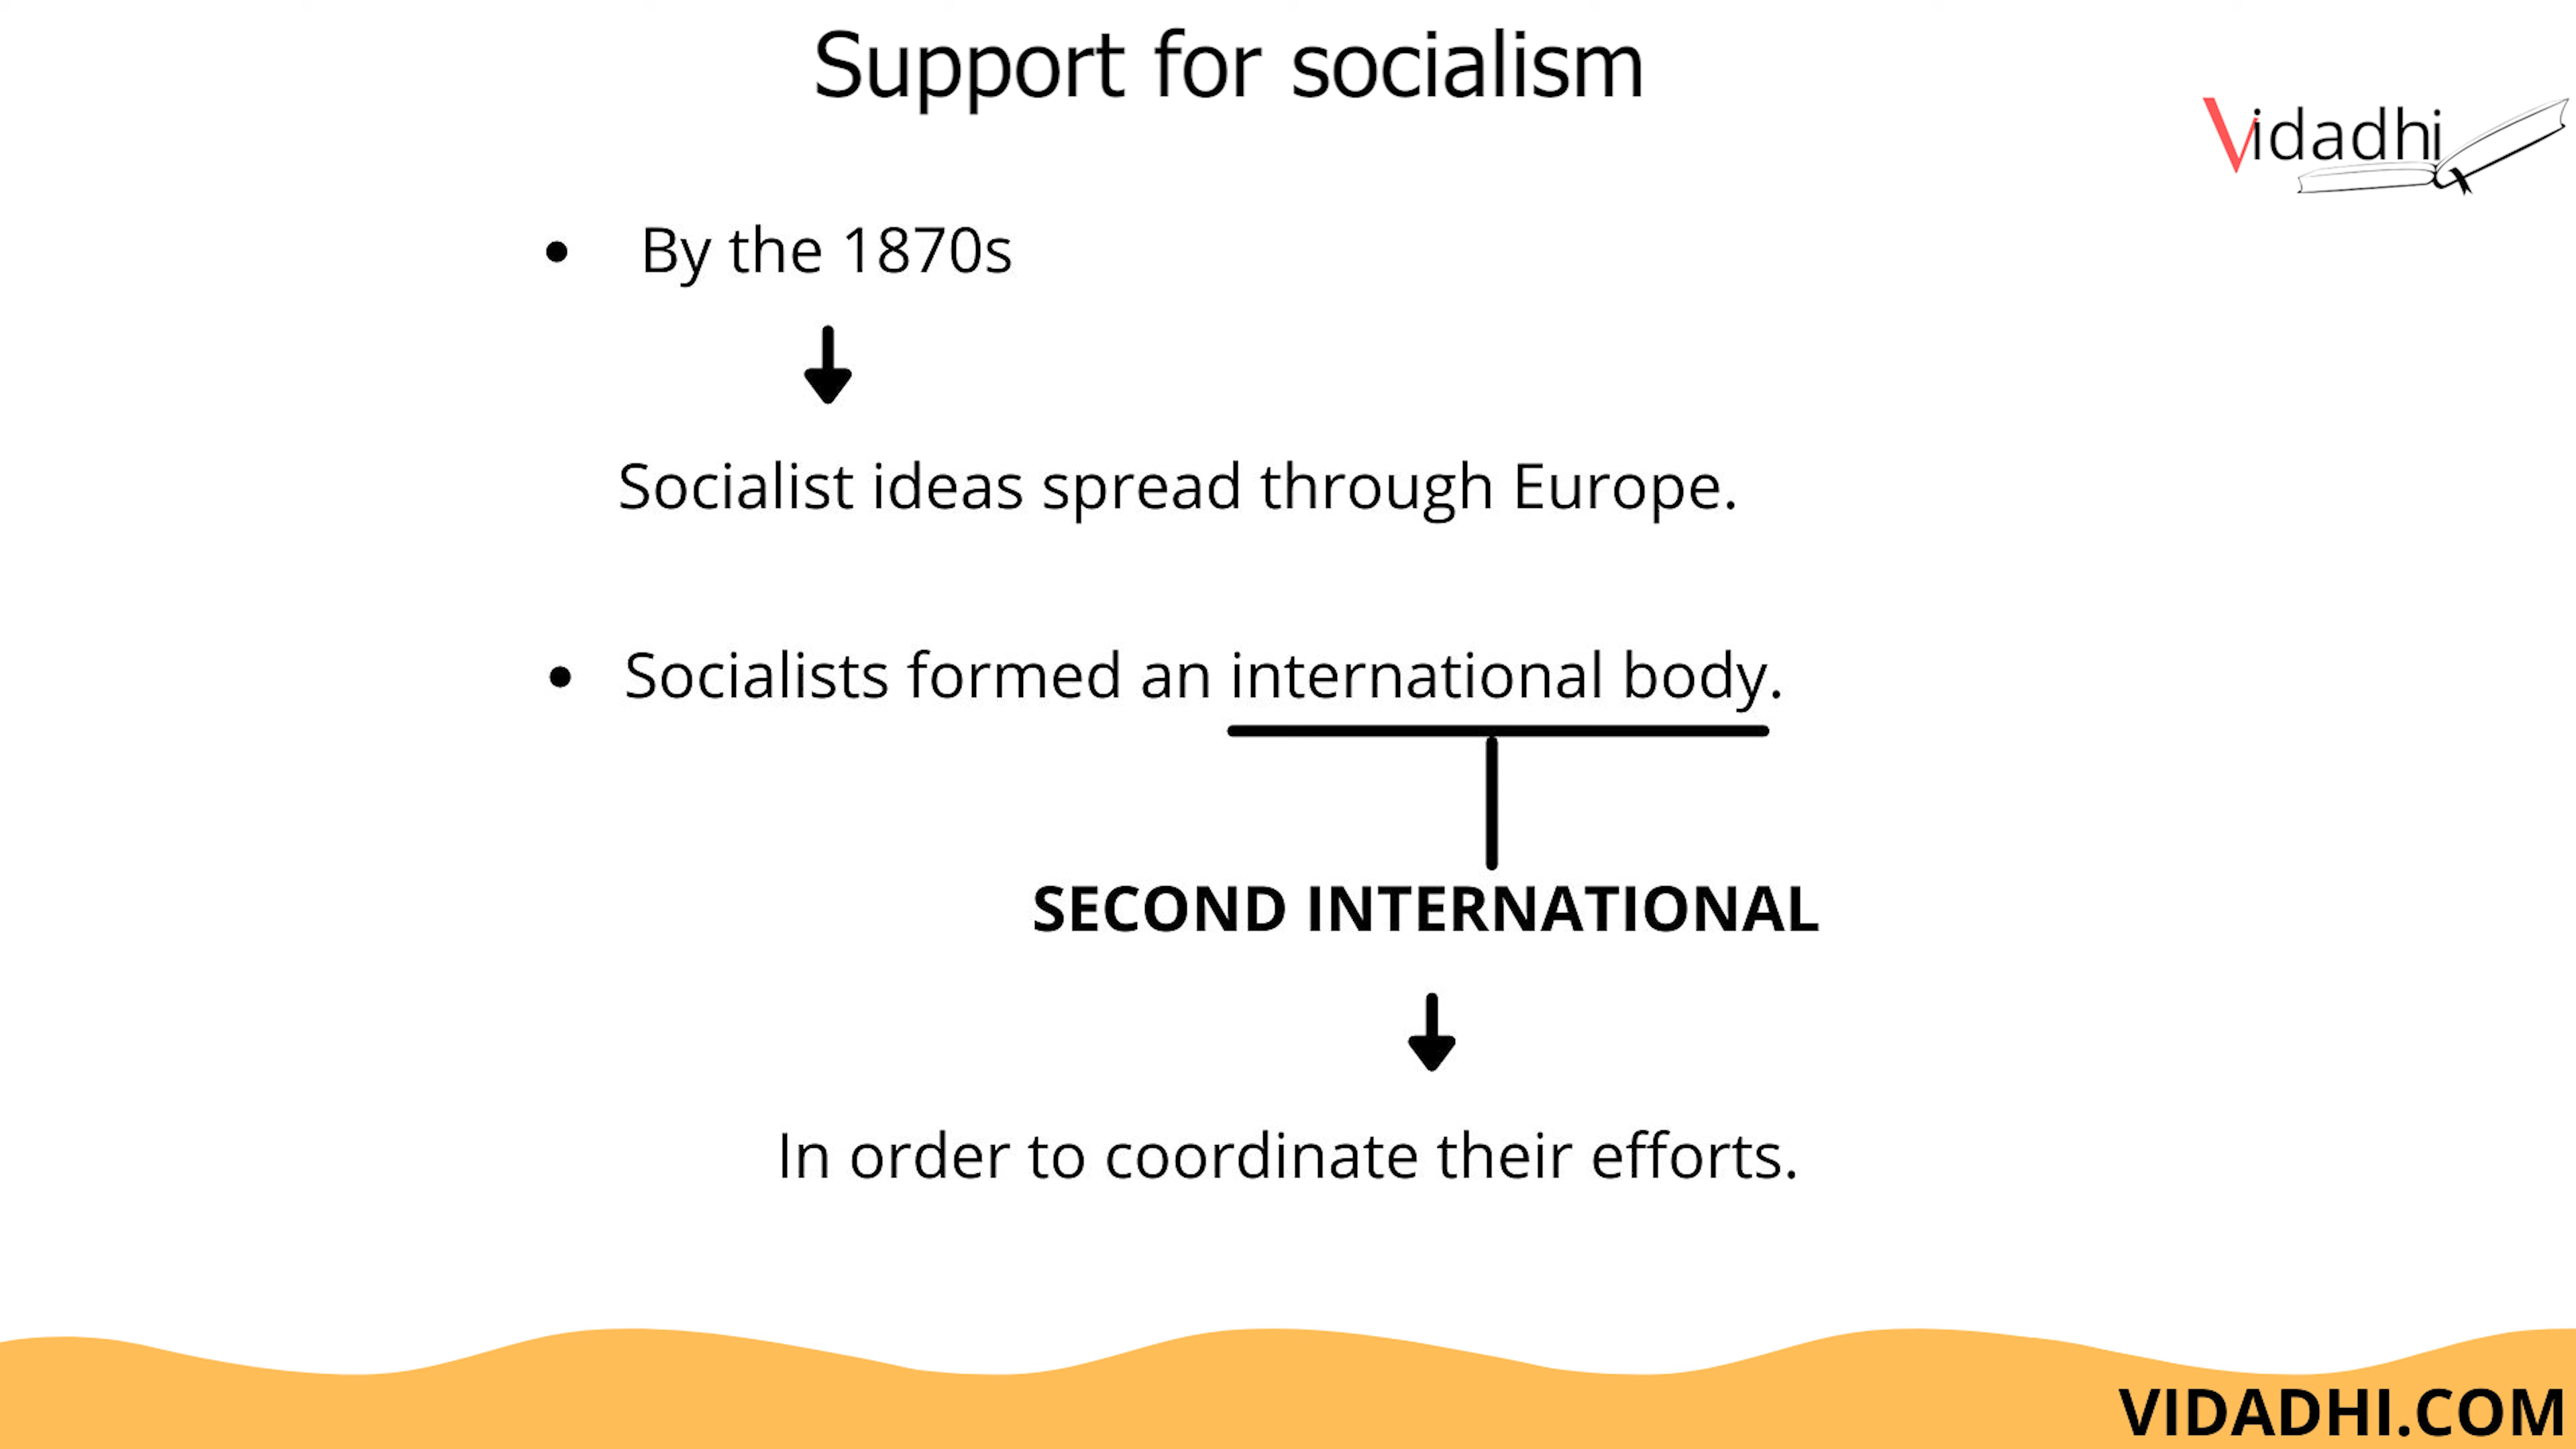 Support for socialism
Vidadhi
• By the 1870s
Socialist ideas spread through Europe.
• Socialists formed an international body.
SECOND INTERNATIONAL
In order to coordinate their efforts.
VIDADHI.COM